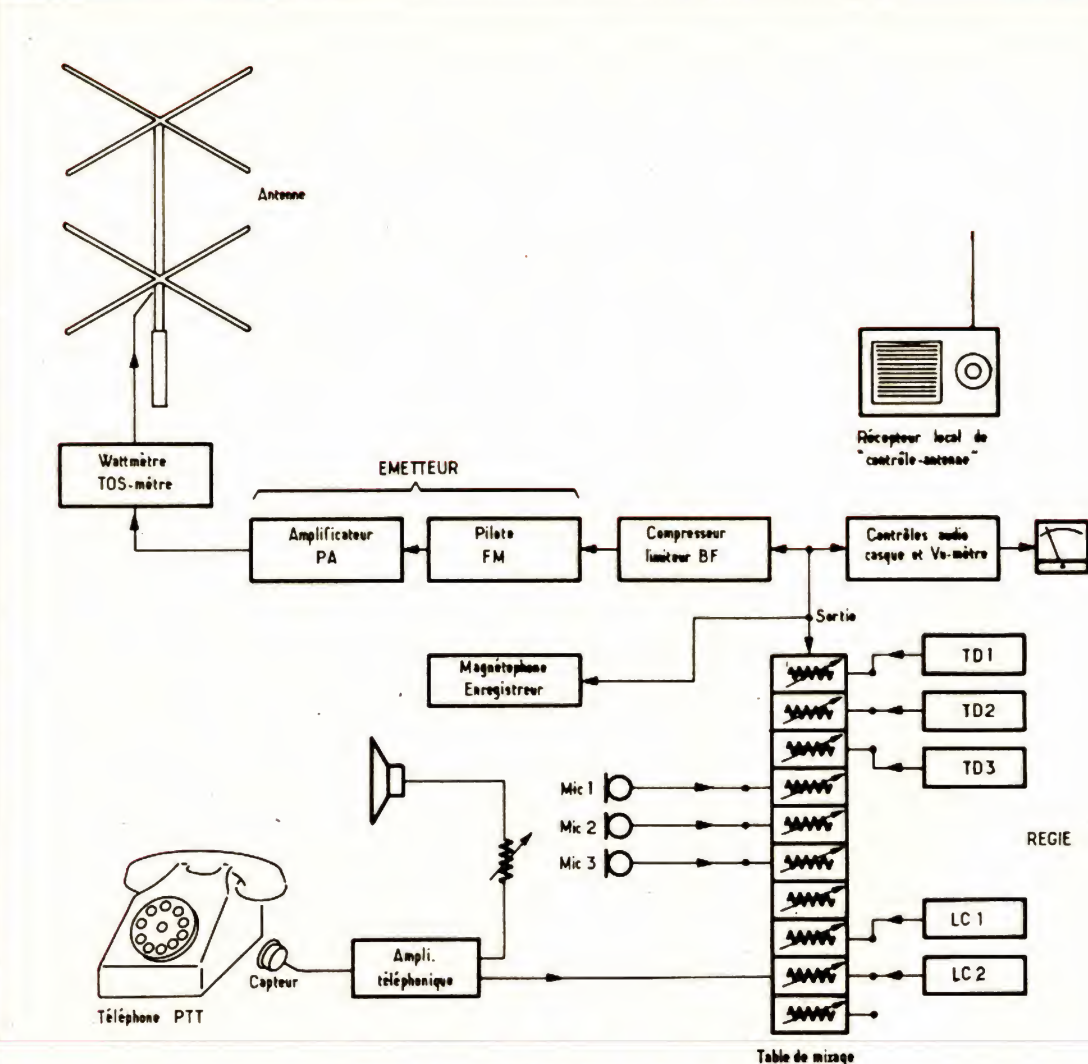 Antenne
Récepteur local de
"contrôle-antenne"
Wattmètre
TOS-mètre
EMETTEUR
Amplificateur
PA
Pilote
FM
Compresseur
limiteur BF
Contrôles audio
casque et Vu-mètre
Sortie
Magnétophone
Enregistreur
TD1
TD2
TD3
Mic 1
Mic 2
Mic 3
REGIE
LC 1
LC 2
Ampli.
téléphonique
Capteur
Téléphone PTT
Table de mixage